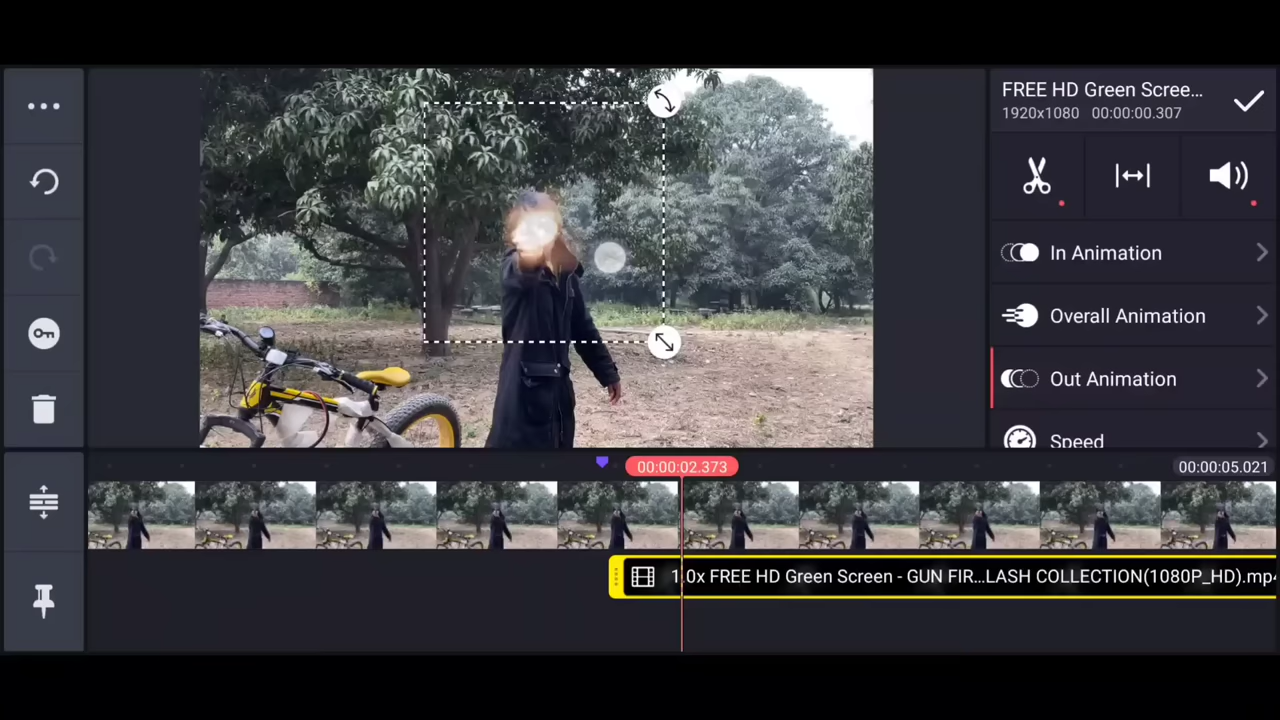 FREE HD Green Scree...
1920x1080 00:00:00.307
In Animation
Overall Animation
Out Animation
Speed
00:00:02.373
00:00:05.021
1.0x FREE HD Green Screen - GUN FIR...LASH COLLECTION(1080P_HD).mp4